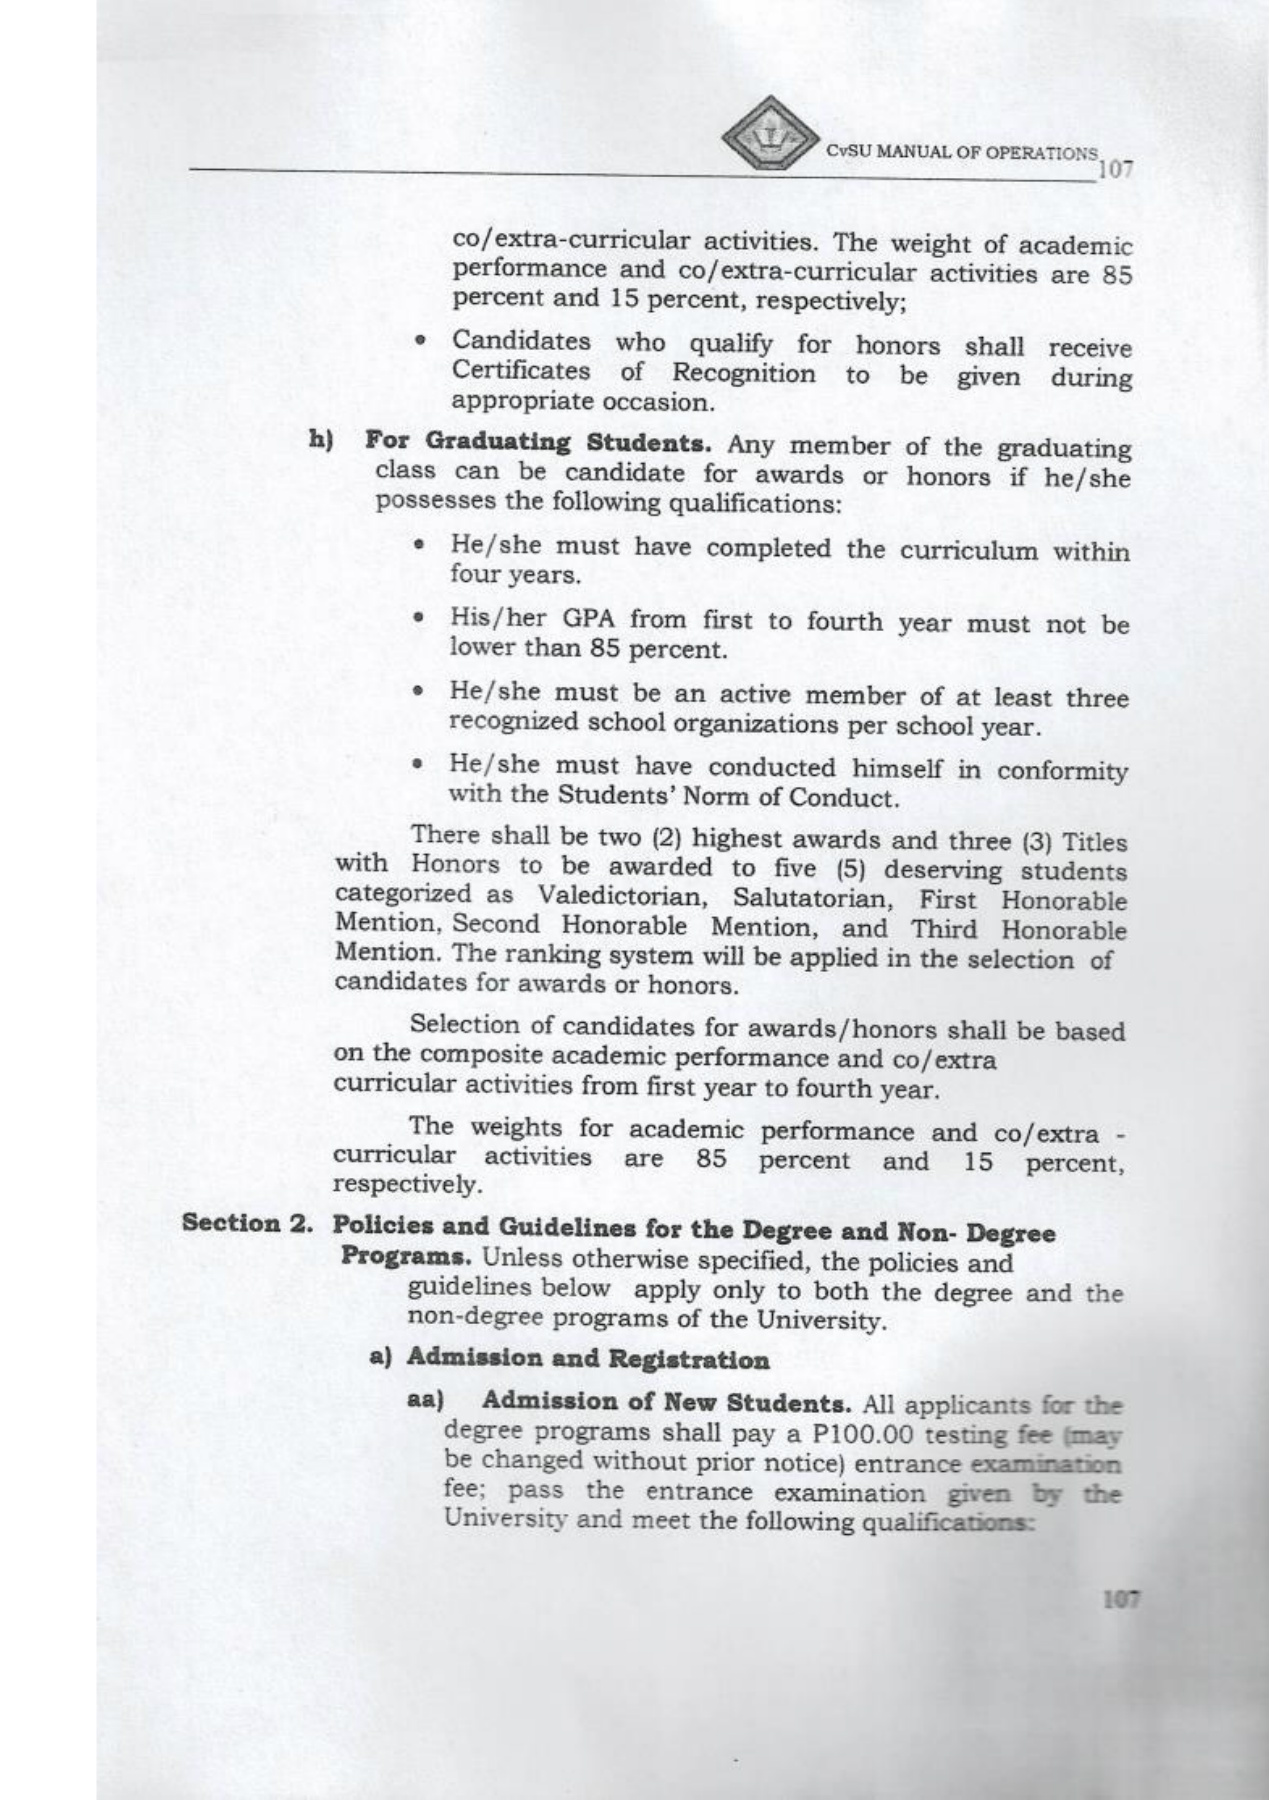 CvSU MANUAL OF OPERATIONS
107
co/extra-curricular activities. The weight of academic
performance and co/extra-curricular activities are 85
percent and 15 percent, respectively;
• Candidates who qualify for honors shall receive
Certificates of Recognition to be given during
appropriate occasion.
h) For Graduating Students. Any member of the graduating
class can be candidate for awards or honors if he/she
possesses the following qualifications:
• He/she must have completed the curriculum within
four years.
• His/her GPA from first to fourth year must not be
lower than 85 percent.
• He/she must be an active member of at least three
recognized school organizations per school year.
• He/she must have conducted himself in conformity
with the Students' Norm of Conduct.
There shall be two (2) highest awards and three (3) Titles
with Honors to be awarded to five (5) deserving students
categorized as Valedictorian, Salutatorian, First Honorable
Mention, Second Honorable Mention, and Third Honorable
Mention. The ranking system will be applied in the selection of
candidates for awards or honors.
Selection of candidates for awards/honors shall be based
on the composite academic performance and co/extra
curricular activities from first year to fourth year.
The weights for academic performance and co/extra -
curricular activities are 85 percent and 15 percent,
respectively.
Section 2. Policies and Guidelines for the Degree and Non- Degree
Programs. Unless otherwise specified, the policies and
guidelines below apply only to both the degree and the
non-degree programs of the University.
a) Admission and Registration
aa) Admission of New Students. All applicants for the
degree programs shall pay a P100.00 testing fee (may
be changed without prior notice) entrance examination
fee; pass the entrance examination given by the
University and meet the following qualifications:
107